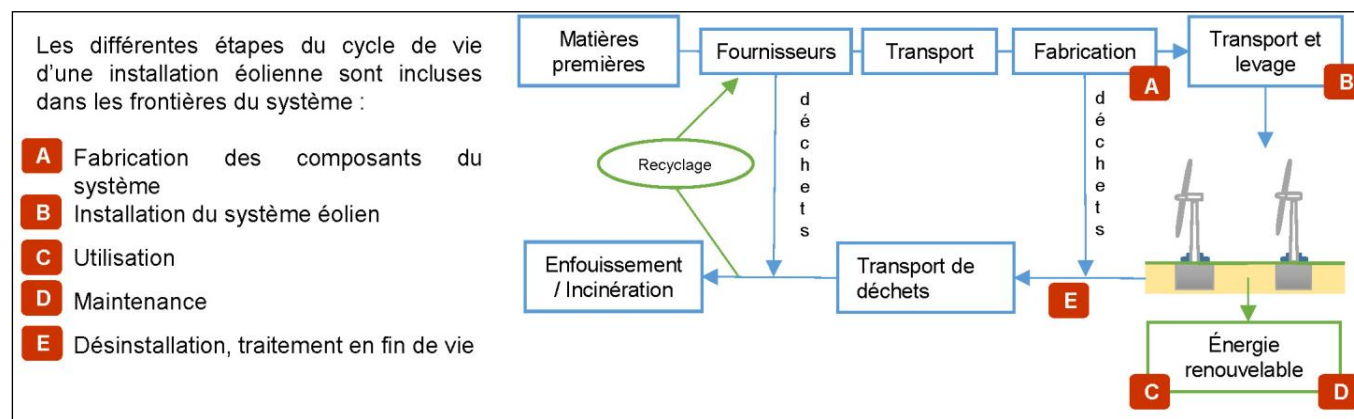 Les différentes étapes du cycle de vie
d'une installation éolienne sont incluses
dans les frontières du système :
A Fabrication des composants du
système
B Installation du système éolien
C Utilisation
D Maintenance
E Désinstallation, traitement en fin de vie
Matières
premières
Fournisseurs
Transport
Fabrication
A
Transport et
levage
B
déchets
déchets
Recyclage
Enfouissement
/ Incinération
Transport de
déchets
E
Énergie
renouvelable
C
D